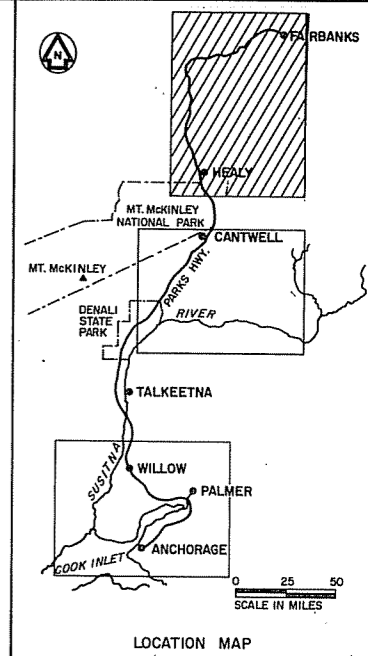 N
FAIRBANKS
HEALY
MT. McKINLEY
NATIONAL PARK
CANTWELL
MT. McKINLEY
PARKS HWY.
DENALI
STATE
PARK
RIVER
TALKEETNA
SUSITNA
WILLOW
PALMER
COOK INLET
ANCHORAGE
0 25 50
SCALE IN MILES
LOCATION MAP